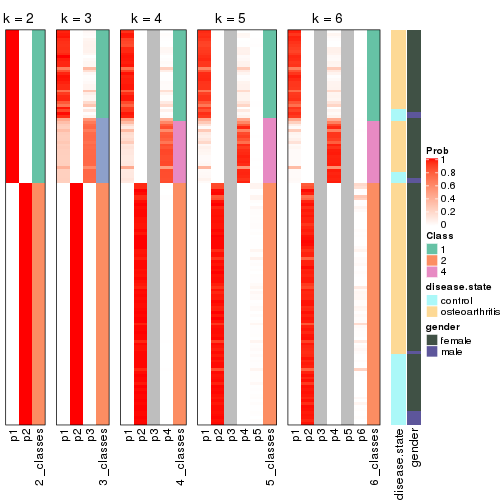 k = 2
k = 3
k = 4
k = 5
k = 6
p1
p2
2_classes
p1
p2
p3
3_classes
p1
p2
p3
p4
4_classes
p1
p2
p3
p4
p5
5_classes
p1
p2
p3
p4
p5
p6
6_classes
disease.state
gender
Prob
1
0.8
0.6
0.4
0.2
0
Class
1
2
4
disease.state
control
osteoarthritis
gender
female
male